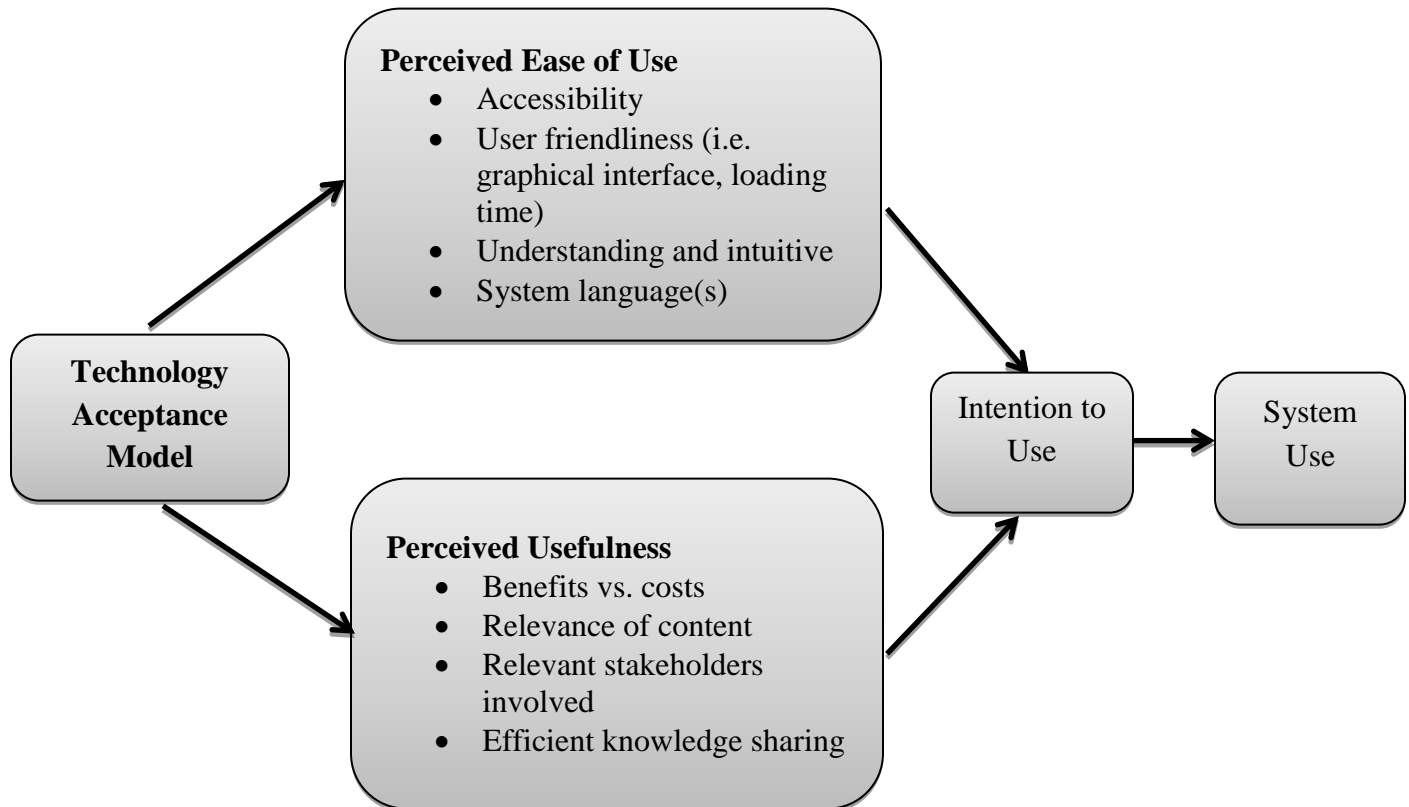 Perceived Ease of Use
• Accessibility
• User friendliness (i.e.
graphical interface, loading
time)
• Understanding and intuitive
• System language(s)
Technology
Acceptance
Model
Intention to
Use
System
Use
Perceived Usefulness
• Benefits vs. costs
• Relevance of content
• Relevant stakeholders
involved
• Efficient knowledge sharing